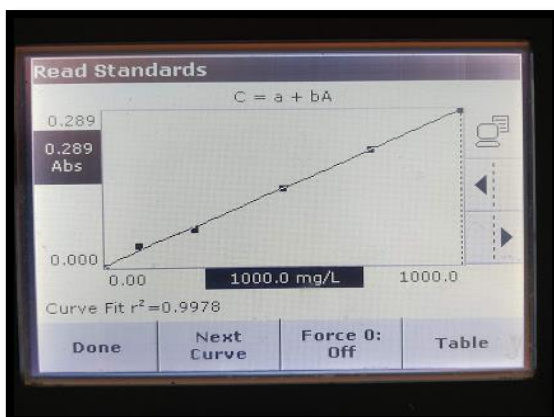 Read Standards
C = a + bA
0.289
0.289
Abs
0.000
0.00
1000.0 mg/L
1000.0
Curve Fit r²=0.9978
Done
Next
Curve
Force 0:
Off
Table